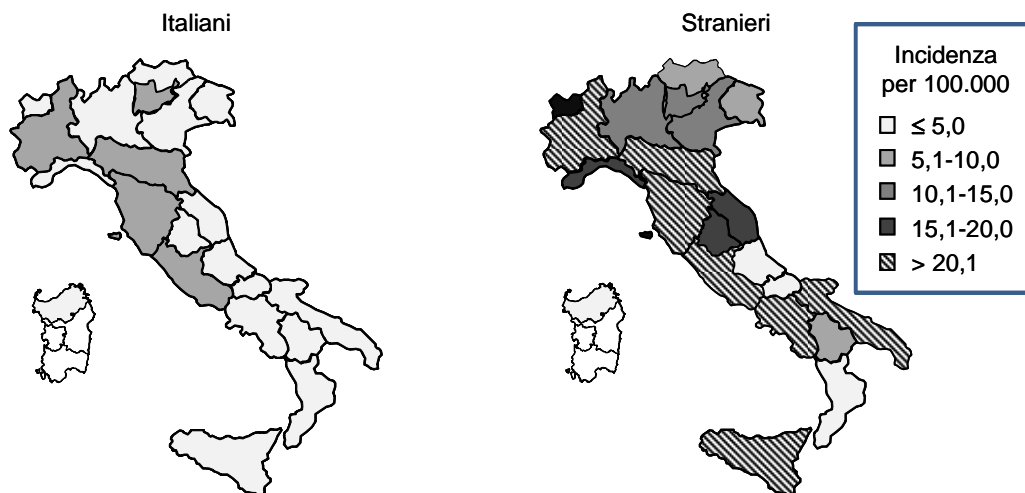 Italiani
Stranieri
Incidenza
per 100.000
≤ 5,0
5,1-10,0
10,1-15,0
15,1-20,0
> 20,1